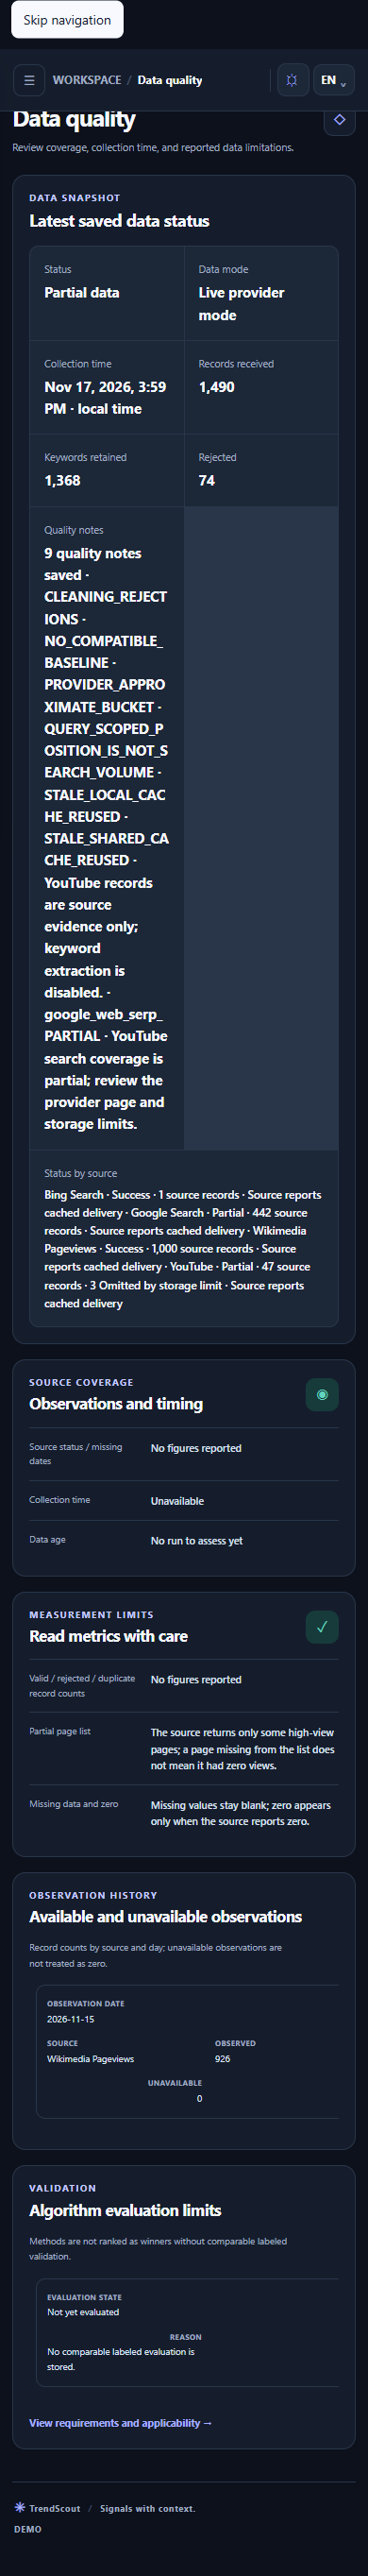 Skip navigation
WORKSPACE / Data quality
EN
Data quality
Review coverage, collection time, and reported data limitations.
DATA SNAPSHOT
Latest saved data status
Status
Partial data
Data mode
Live provider
mode
Collection time
Nov 17, 2026, 3:59
PM · local time
Records received
1,490
Keywords retained
1,368
Rejected
74
Quality notes
9 quality notes
saved ·
CLEANING_REJECT
IONS ·
NO_COMPATIBLE_
BASELINE ·
PROVIDER_APPRO
XIMATE_BUCKET ·
QUERY_SCOPED_P
OSITION_IS_NOT_S
EARCH_VOLUME ·
STALE_LOCAL_CAC
HE_REUSED ·
STALE_SHARED_CA
CHE_REUSED ·
YouTube records
are source
evidence only;
keyword
extraction is
disabled. ·
google_web_serp_
PARTIAL · YouTube
search coverage is
partial; review the
provider page and
storage limits.
Status by source
Bing Search · Success · 1 source records · Source reports
cached delivery · Google Search · Partial · 442 source
records · Source reports cached delivery · Wikimedia
Pageviews · Success · 1,000 source records · Source
reports cached delivery · YouTube · Partial · 47 source
records · 3 Omitted by storage limit · Source reports
cached delivery
SOURCE COVERAGE
Observations and timing
Source status / missing
dates
No figures reported
Collection time
Unavailable
Data age
No run to assess yet
MEASUREMENT LIMITS
Read metrics with care
Valid / rejected / duplicate
record counts
No figures reported
Partial page list
The source returns only some high-view
pages; a page missing from the list does
not mean it had zero views.
Missing data and zero
Missing values stay blank; zero appears
only when the source reports zero.
OBSERVATION HISTORY
Available and unavailable observations
Record counts by source and day; unavailable observations are
not treated as zero.
OBSERVATION DATE
2026-11-15
SOURCE
Wikimedia Pageviews
OBSERVED
926
UNAVAILABLE
0
VALIDATION
Algorithm evaluation limits
Methods are not ranked as winners without comparable labeled
validation.
EVALUATION STATE
Not yet evaluated
REASON
No comparable labeled evaluation is
stored.
View requirements and applicability →
TrendScout / Signals with context.
DEMO